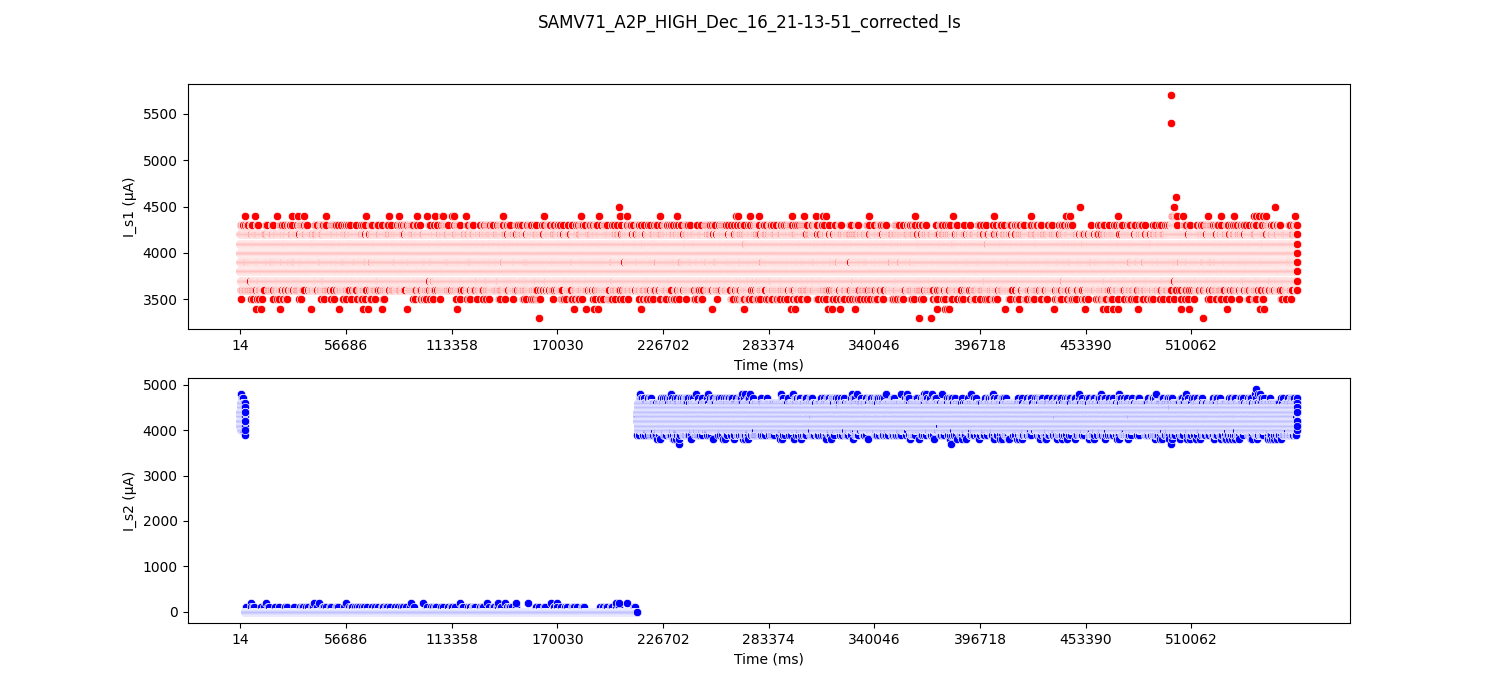 SAMV71_A2P_HIGH_Dec_16_21-13-51_corrected_Is
I_s1 (µA)
5500
5000
4500
4000
3500
14 56686 113358 170030 226702 283374 340046 396718 453390 510062
Time (ms)
I_s2 (µA)
5000
4000
3000
2000
1000
0
14 56686 113358 170030 226702 283374 340046 396718 453390 510062
Time (ms)